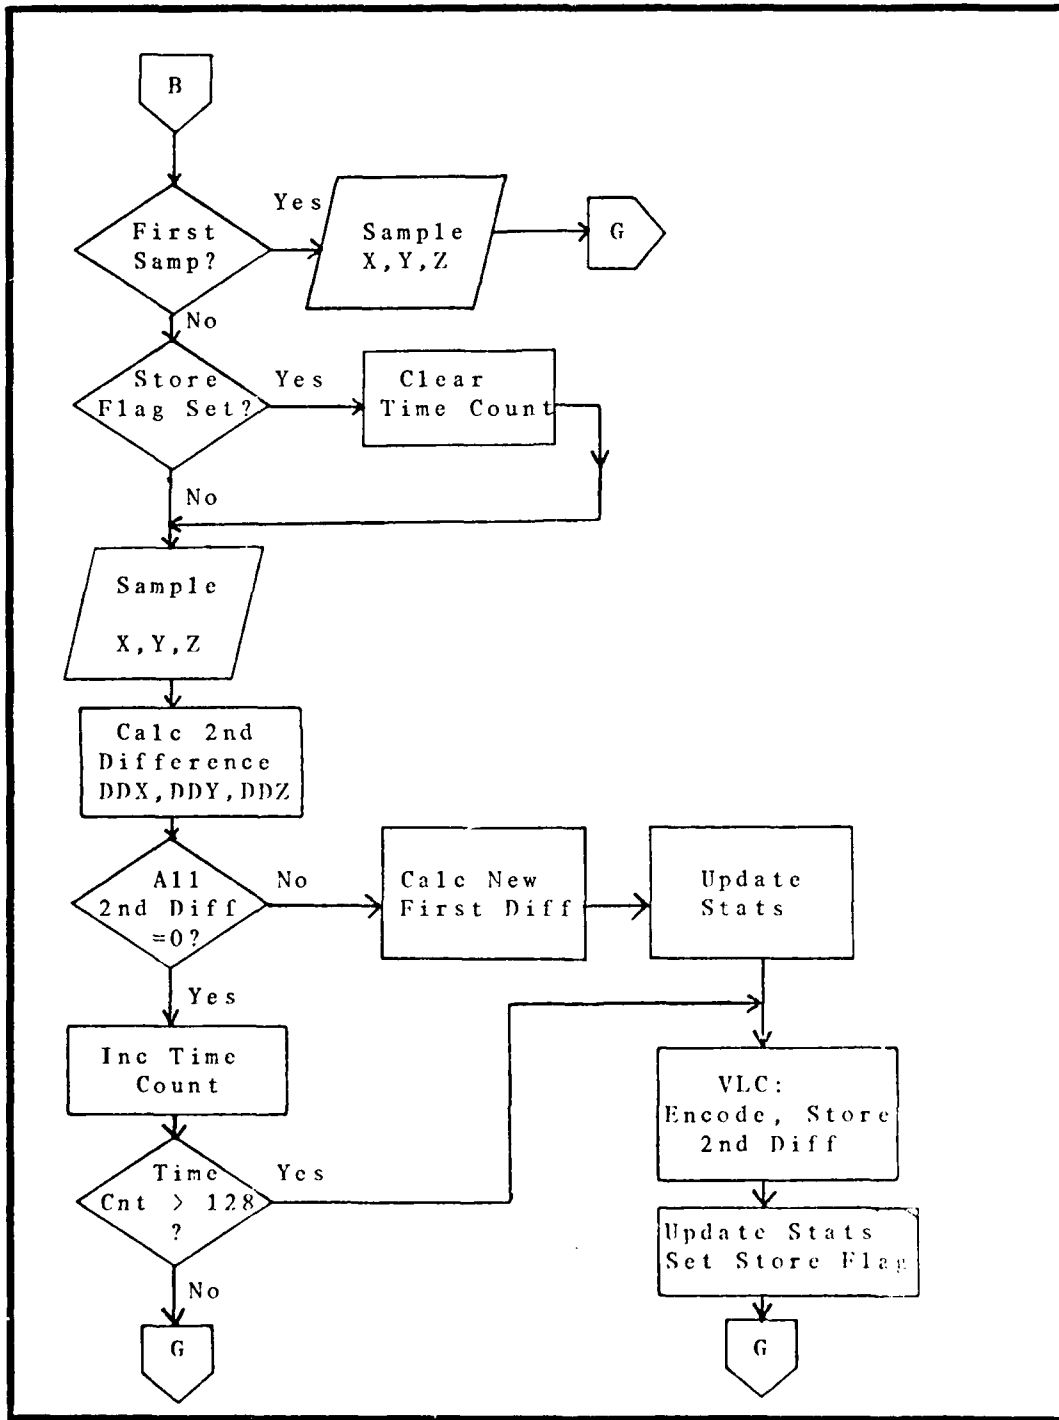 B
First
Samp?
Yes
Sample
X,Y,Z
G
No
Store
Flag Set?
Yes
Clear
Time Count
No
Sample
X,Y,Z
Calc 2nd
Difference
DDX,DDY,DDZ
All
2nd Diff
=0?
No
Calc New
First Diff
Update
Stats
Yes
Inc Time
Count
VLC:
Encode, Store
2nd Diff
Time
Cnt > 128
?
Yes
Update Stats
Set Store Flag
No
G
G